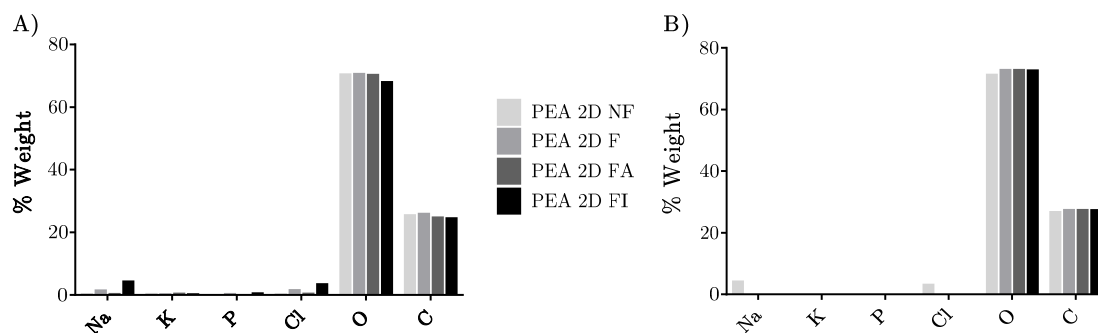 A)
80
60
40
20
0
% Weight
Na K P Cl O C
PEA 2D NF
PEA 2D F
PEA 2D FA
PEA 2D FI
B)
80
60
40
20
0
% Weight
Na K P Cl O C